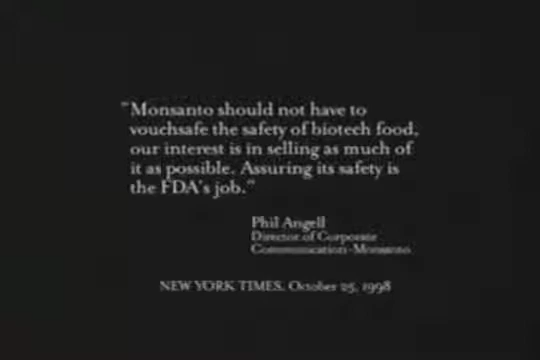 "Monsanto should not have to
vouchsafe the safety of biotech food,
our interest is in selling as much of
it as possible. Assuring its safety is
the FDA's job."
Phil Angell
Director of Corporate
Communication-Monsanto
NEW YORK TIMES, October 25, 1998